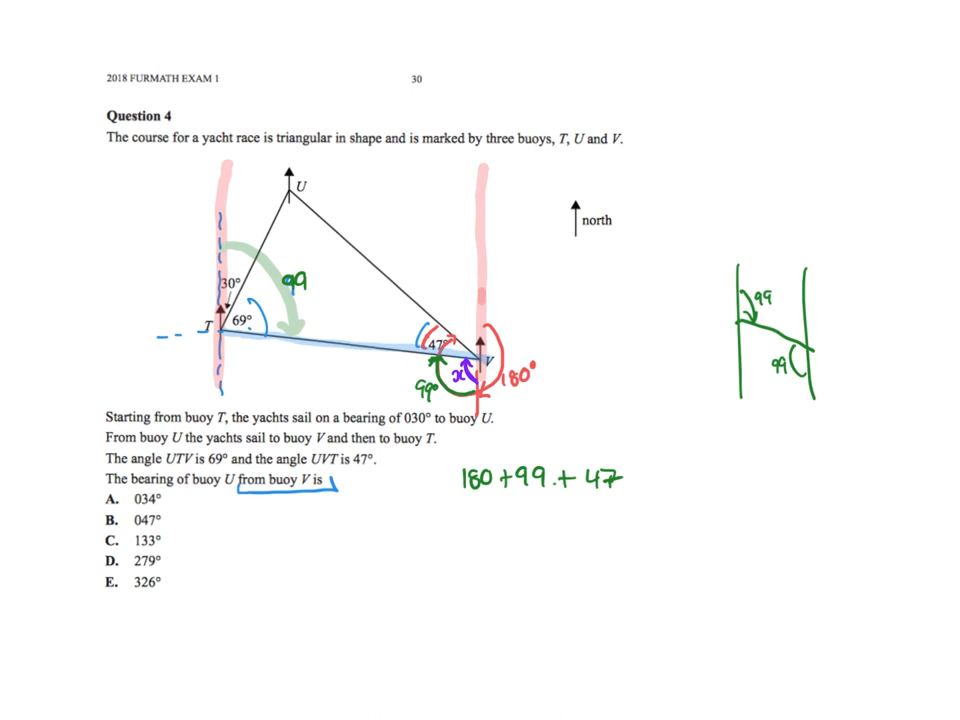 2018 FURMATH EXAM 1
30
Question 4
The course for a yacht race is triangular in shape and is marked by three buoys, T, U and V.
U
north
30°
99
T
69°
47°
V
x
99°
180°
99
99
Starting from buoy T, the yachts sail on a bearing of 030° to buoy U.
From buoy U the yachts sail to buoy V and then to buoy T.
The angle UTV is 69° and the angle UVT is 47°.
The bearing of buoy U from buoy V is
180 + 99 + 47
A. 034°
B. 047°
C. 133°
D. 279°
E. 326°